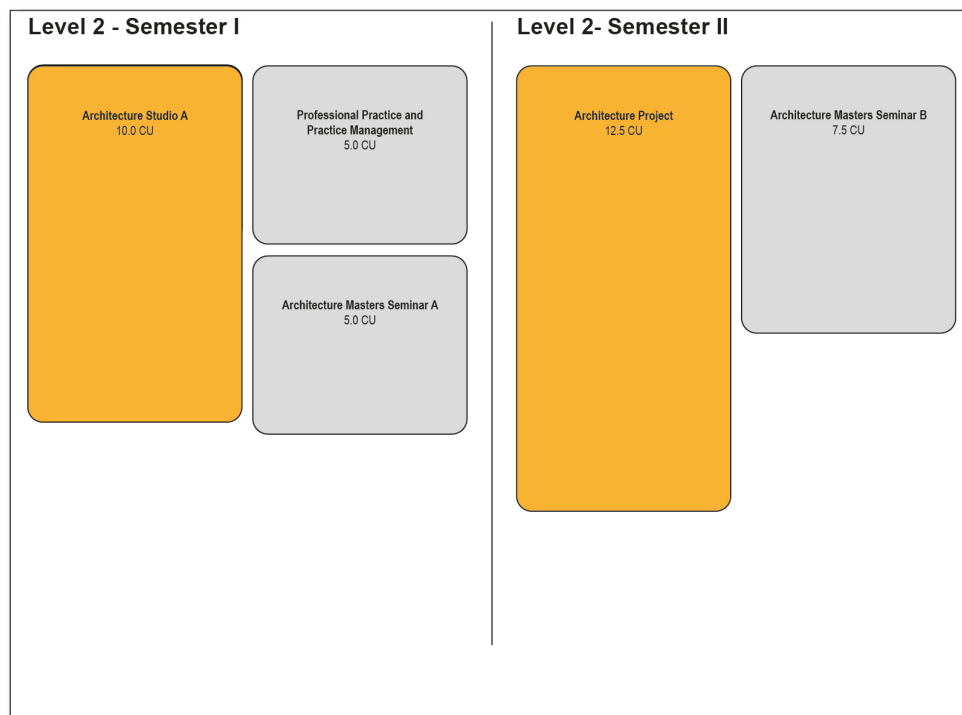 Level 2 - Semester I
Architecture Studio A
10.0 CU
Professional Practice and
Practice Management
5.0 CU
Architecture Masters Seminar A
5.0 CU
Level 2- Semester II
Architecture Project
12.5 CU
Architecture Masters Seminar B
7.5 CU